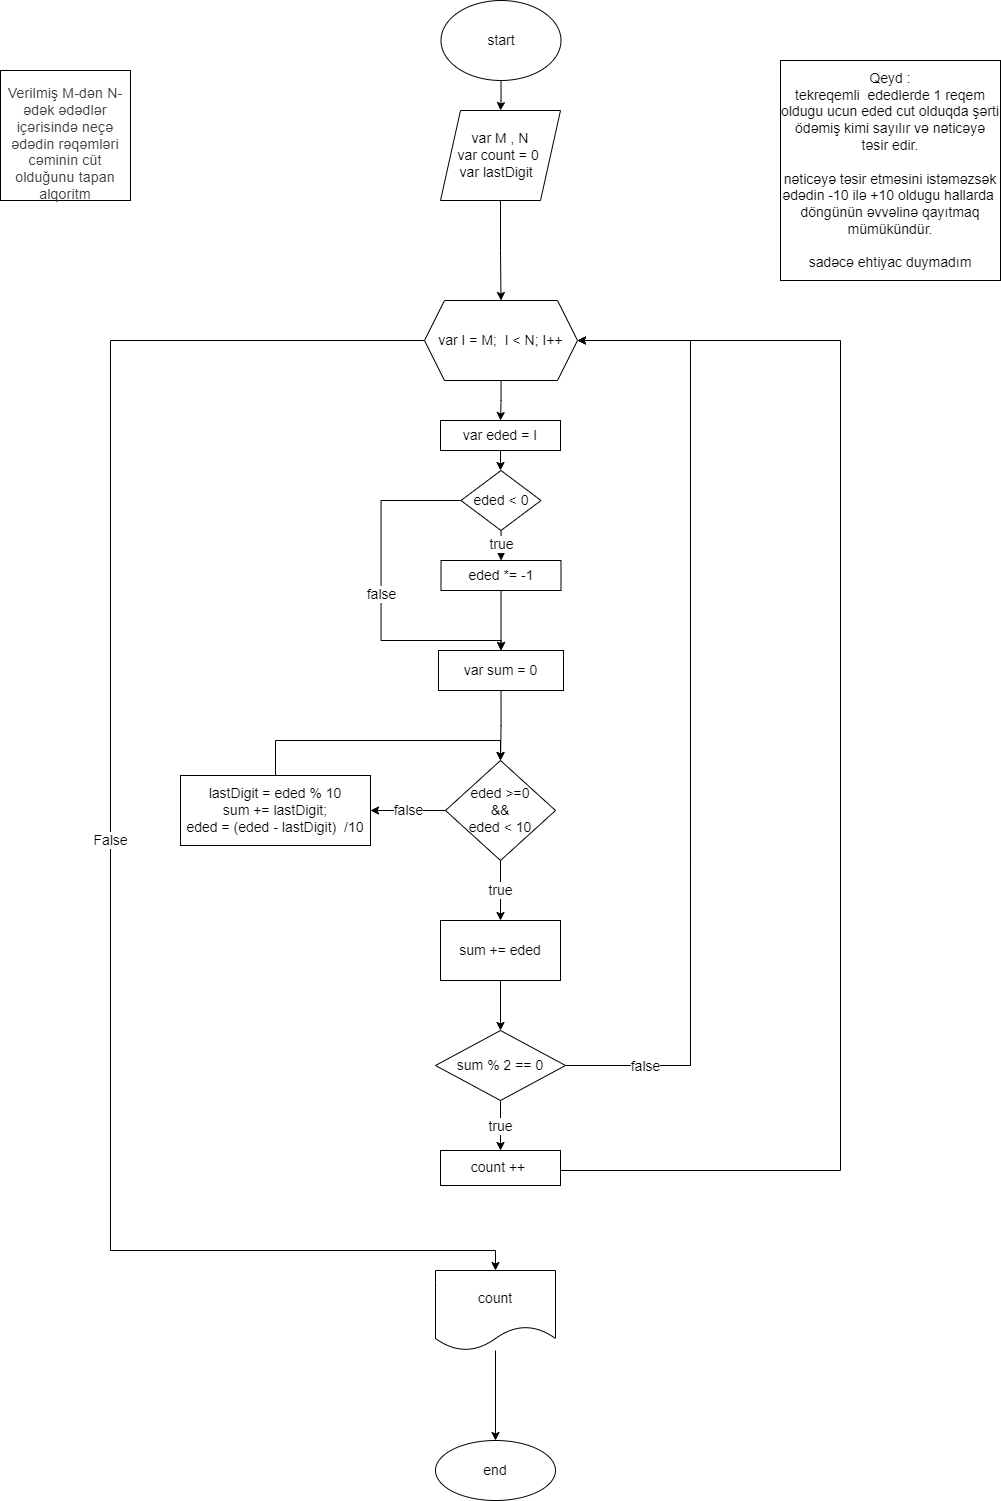 start
Verilmiş M-dən N-
ədək ədədlər
içərisində neçə
ədədin rəqəmləri
cəminin cüt
olduğunu tapan
alqoritm
Qeyd :
tekreqemli  ededlerde 1 reqem
oldugu ucun eded cut olduqda şərti
ödəmiş kimi sayılır və nəticəyə
təsir edir.
nəticəyə təsir etməsini istəməzsək
ədədin -10 ilə +10 oldugu hallarda
döngünün əvvəlinə qayıtmaq
mümükündür.
sadəcə ehtiyac duymadım
var M , N
var count = 0
var lastDigit
var I = M;  I < N; I++
var eded = I
eded < 0
true
eded *= -1
false
var sum = 0
lastDigit = eded % 10
sum += lastDigit;
eded = (eded - lastDigit)  /10
false
eded >=0
&&
eded < 10
False
true
sum += eded
sum % 2 == 0
false
true
count ++
count
end